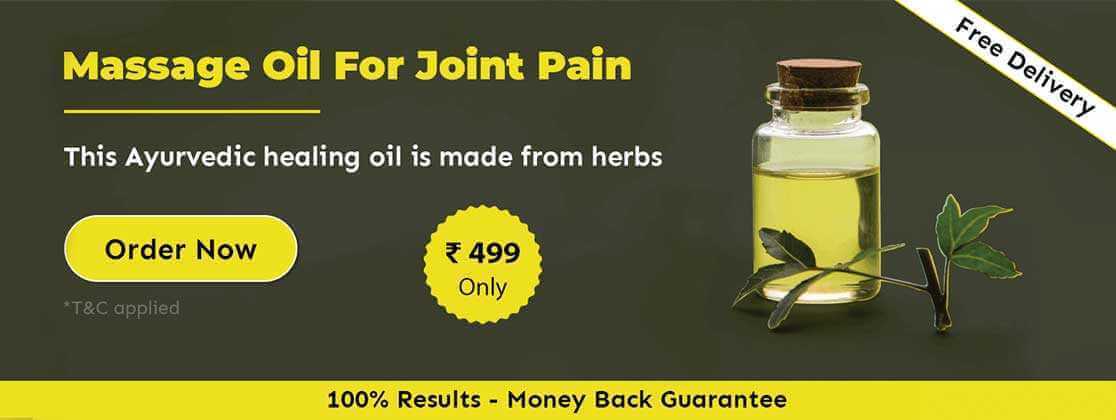 Free Delivery
Massage Oil For Joint Pain
This Ayurvedic healing oil is made from herbs
Order Now
₹ 499
Only
*T&C applied
100% Results - Money Back Guarantee